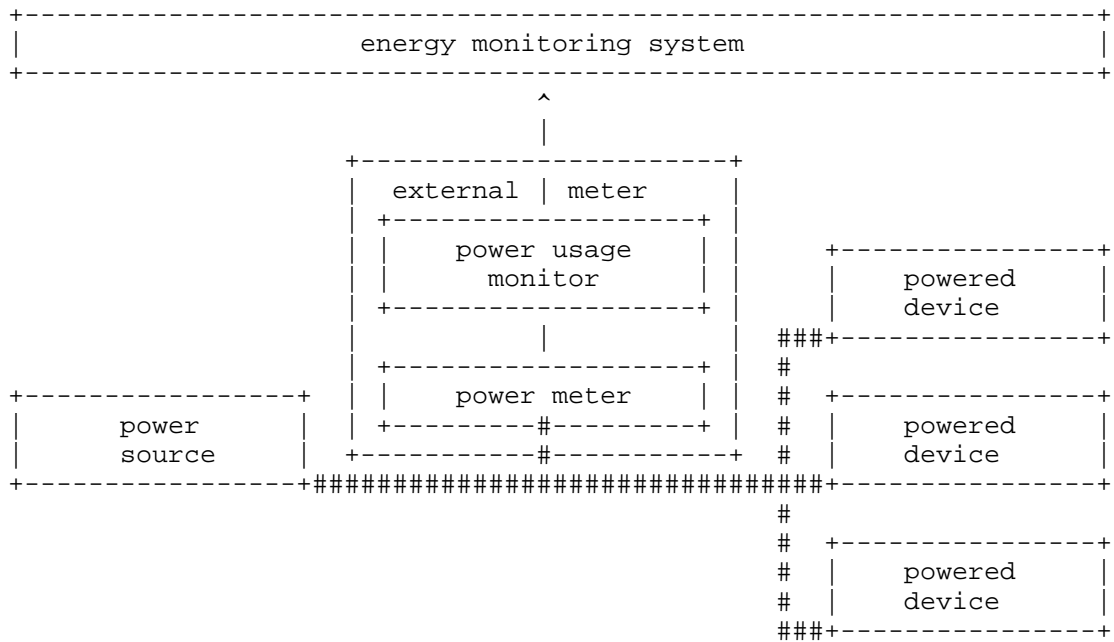 energy monitoring system
external | meter
power usage
monitor
powered
device
power meter
power
source
powered
device
powered
device